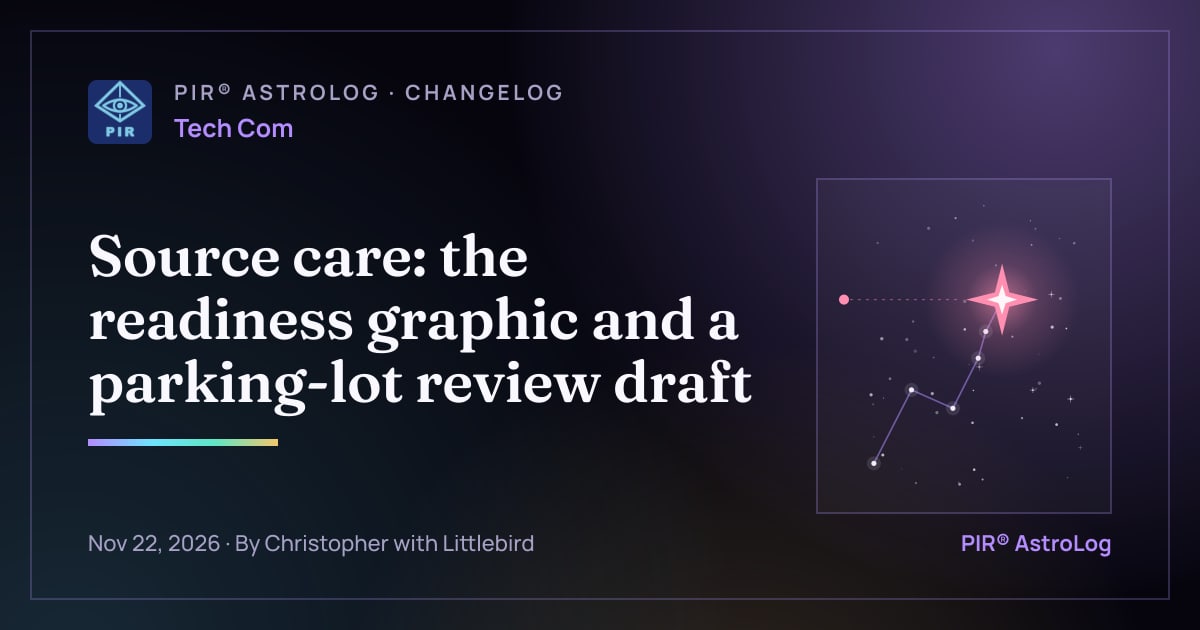 PIR
PIR® ASTROLOG · CHANGELOG
Tech Com
Source care: the
readiness graphic and a
parking-lot review draft
Nov 22, 2026 · By Christopher with Littlebird
PIR® AstroLog